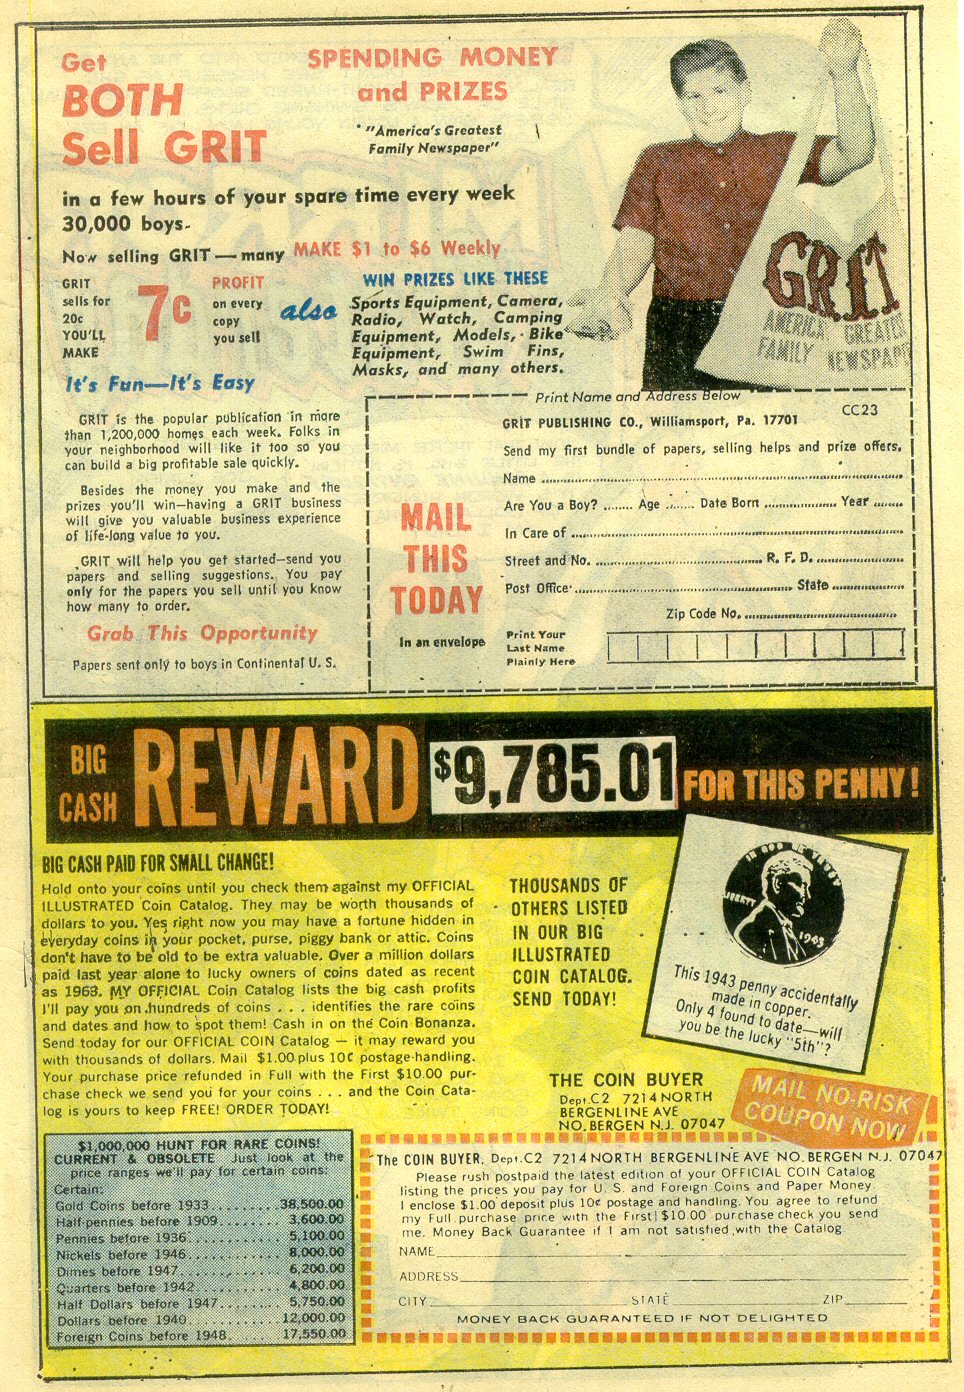 Get
BOTH
Sell GRIT
SPENDING MONEY
and PRIZES
"America's Greatest
Family Newspaper"
in a few hours of your spare time every week
30,000 boys-
Now selling GRIT — many MAKE $1 to $6 Weekly
GRIT
sells for
20c
YOU'LL
MAKE
7c
PROFIT
on every
copy
you sell
also
WIN PRIZES LIKE THESE
Sports Equipment, Camera,
Radio, Watch, Camping
Equipment, Models, Bike
Equipment, Swim Fins,
Masks, and many others.
It's Fun—It's Easy
GRIT
AMERICA GREATES
FAMILY NEWSPAP
GRIT is the popular publication in more
than 1,200,000 homes each week. Folks in
your neighborhood will like it too so you
can build a big profitable sale quickly.
Besides the money you make and the
prizes you'll win—having a GRIT business
will give you valuable business experience
of life-long value to you.
GRIT will help you get started—send you
papers and selling suggestions. You pay
only for the papers you sell until you know
how many to order.
Grab This Opportunity
Papers sent only to boys in Continental U. S.
MAIL
THIS
TODAY
In an envelope
Print Name and Address Below
CC23
GRIT PUBLISHING CO., Williamsport, Pa. 17701
Send my first bundle of papers, selling helps and prize offers.
Name
Are You a Boy? ........ Age ........ Date Born .................. Year ........
In Care of
Street and No. R. F. D.
Post Office State
Zip Code No.
Print Your
Last Name
Plainly Here
BIG
CASH
REWARD
$9,785.01
FOR THIS PENNY!
BIG CASH PAID FOR SMALL CHANGE!
Hold onto your coins until you check them against my OFFICIAL
ILLUSTRATED Coin Catalog. They may be worth thousands of
dollars to you. Yes right now you may have a fortune hidden in
everyday coins in your pocket, purse, piggy bank or attic. Coins
don't have to be old to be extra valuable. Over a million dollars
paid last year alone to lucky owners of coins dated as recent
as 1963. MY OFFICIAL Coin Catalog lists the big cash profits
I'll pay you on hundreds of coins . . . identifies the rare coins
and dates and how to spot them! Cash in on the Coin Bonanza.
Send today for our OFFICIAL COIN Catalog — it may reward you
with thousands of dollars. Mail $1.00 plus 10¢ postage-handling.
Your purchase price refunded in Full with the First $10.00 pur-
chase check we send you for your coins . . . and the Coin Cata-
log is yours to keep FREE! ORDER TODAY!
THOUSANDS OF
OTHERS LISTED
IN OUR BIG
ILLUSTRATED
COIN CATALOG.
SEND TODAY!
IN GOD WE TRUST
LIBERTY
1943
This 1943 penny accidentally
made in copper.
Only 4 found to date—will
you be the lucky "5th"?
THE COIN BUYER
Dept.C2 7214 NORTH
BERGENLINE AVE
NO. BERGEN N.J. 07047
MAIL NO-RISK
COUPON NOW
$1,000,000 HUNT FOR RARE COINS!
CURRENT & OBSOLETE Just look at the
price ranges we'll pay for certain coins:
Certain:
Gold Coins before 1933 ........ 38,500.00
Half-pennies before 1909 ........ 3,600.00
Pennies before 1936 ........ 5,100.00
Nickels before 1946 ........ 8,000.00
Dimes before 1947 ........ 6,200.00
Quarters before 1942 ........ 4,800.00
Half Dollars before 1947 ........ 5,750.00
Dollars before 1940 ........ 12,000.00
Foreign Coins before 1948 ........ 17,550.00
The COIN BUYER, Dept.C2 7214 NORTH BERGENLINE AVE NO. BERGEN N.J. 07047
Please rush postpaid the latest edition of your OFFICIAL COIN Catalog
listing the prices you pay for U. S. and Foreign Coins and Paper Money.
I enclose $1.00 deposit plus 10¢ postage and handling. You agree to refund
my Full purchase price with the First $10.00 purchase check you send
me. Money Back Guarantee if I am not satisfied with the Catalog
NAME
ADDRESS
CITY STATE ZIP
MONEY BACK GUARANTEED IF NOT DELIGHTED